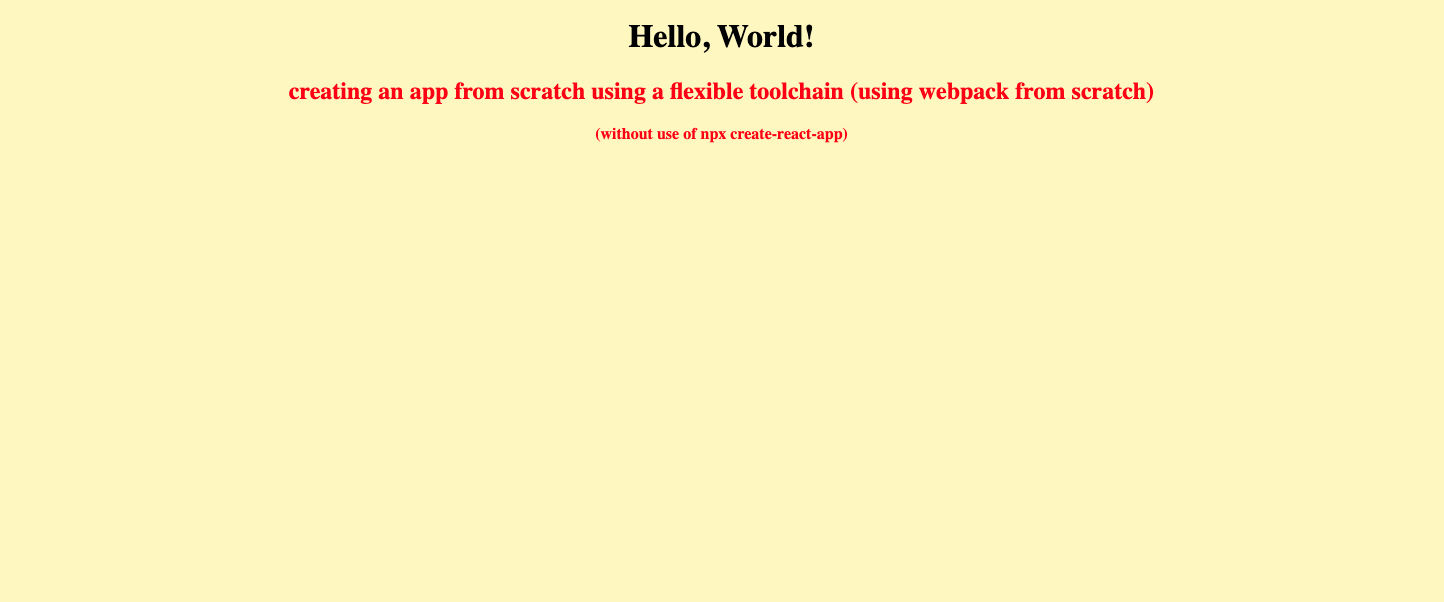 Hello, World!
creating an app from scratch using a flexible toolchain (using webpack from scratch)
(without use of npx create-react-app)